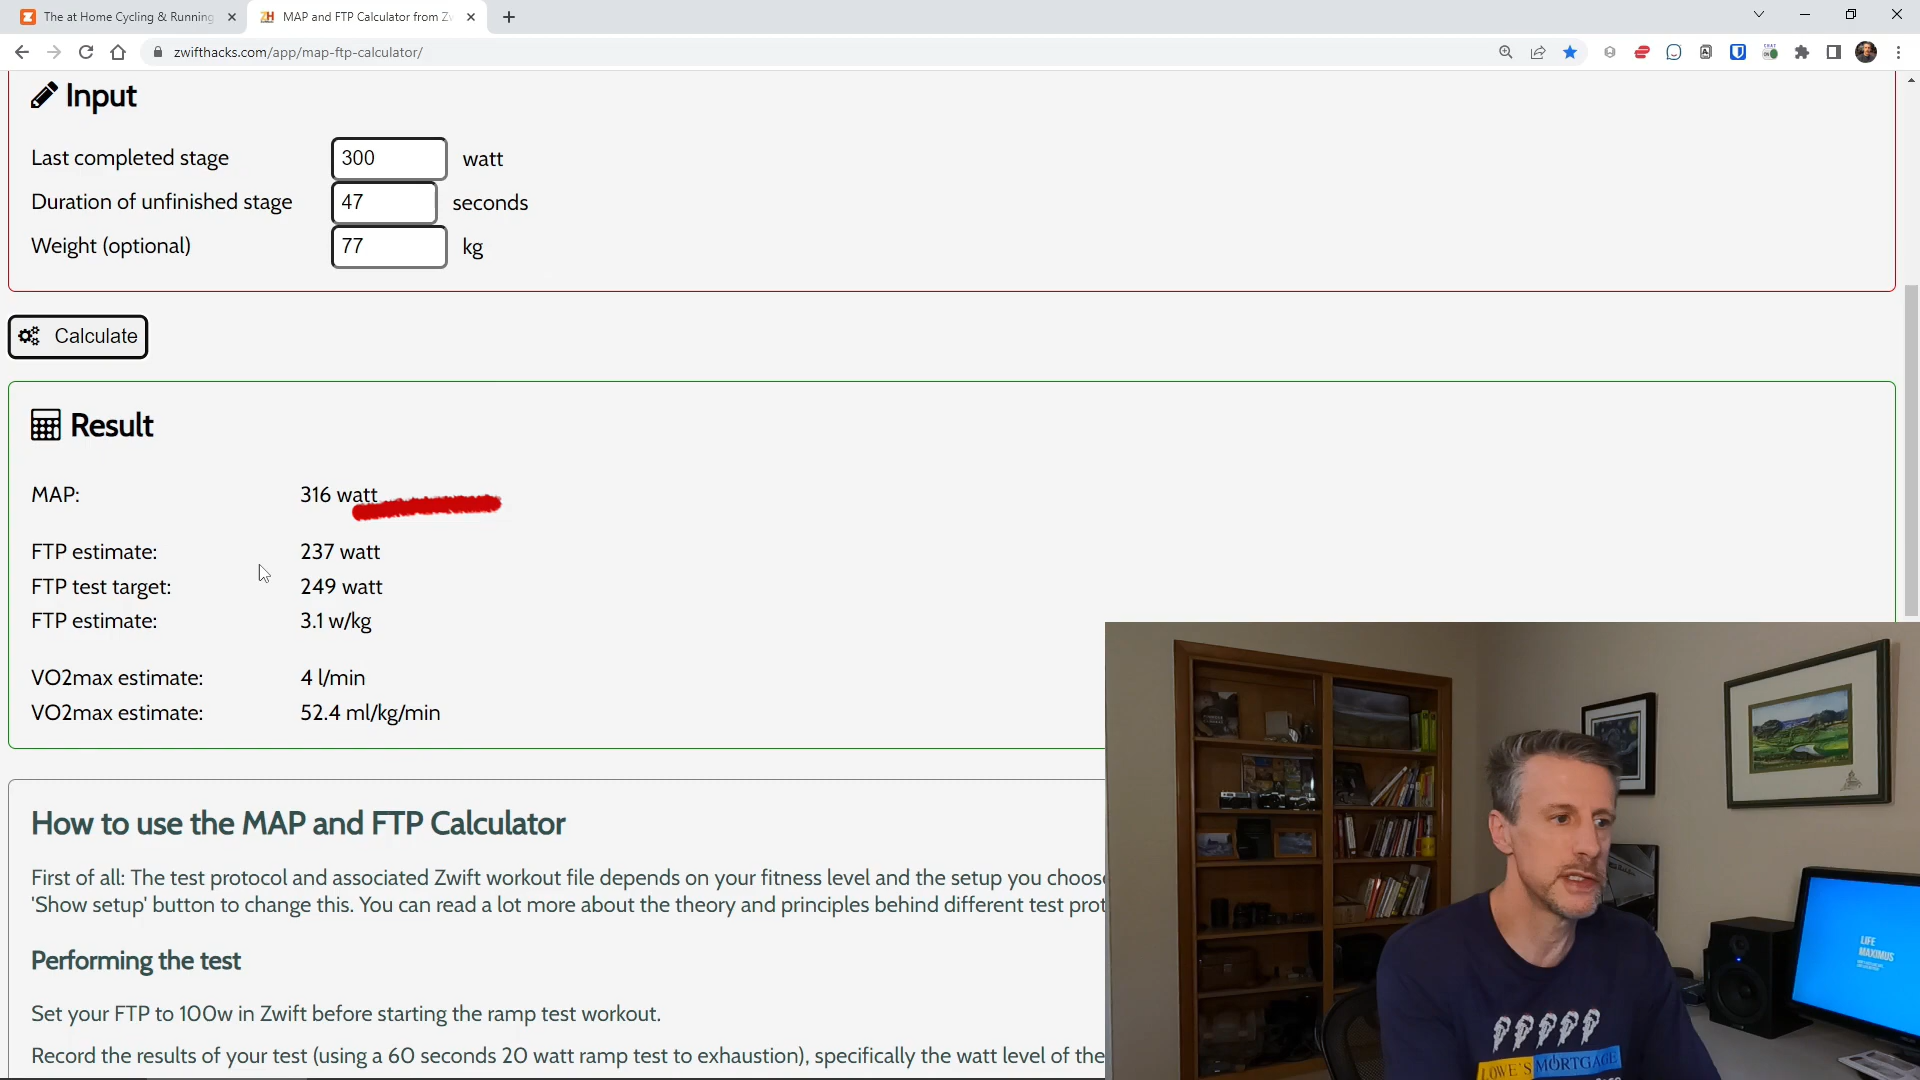 The at Home Cycling & Running
MAP and FTP Calculator from Zw
zwifthacks.com/app/map-ftp-calculator/
Input
Last completed stage 300 watt
Duration of unfinished stage 47 seconds
Weight (optional) 77 kg
Calculate
Result
MAP: 316 watt
FTP estimate: 237 watt
FTP test target: 249 watt
FTP estimate: 3.1 w/kg
VO2max estimate: 4 l/min
VO2max estimate: 52.4 ml/kg/min
How to use the MAP and FTP Calculator
First of all: The test protocol and associated Zwift workout file depends on your fitness level and the setup you choose
'Show setup' button to change this. You can read a lot more about the theory and principles behind different test prot
Performing the test
Set your FTP to 100w in Zwift before starting the ramp test workout.
Record the results of your test (using a 60 seconds 20 watt ramp test to exhaustion), specifically the watt level of the
LIFE
MAXIMUS
LOWE'S MORTGAGE